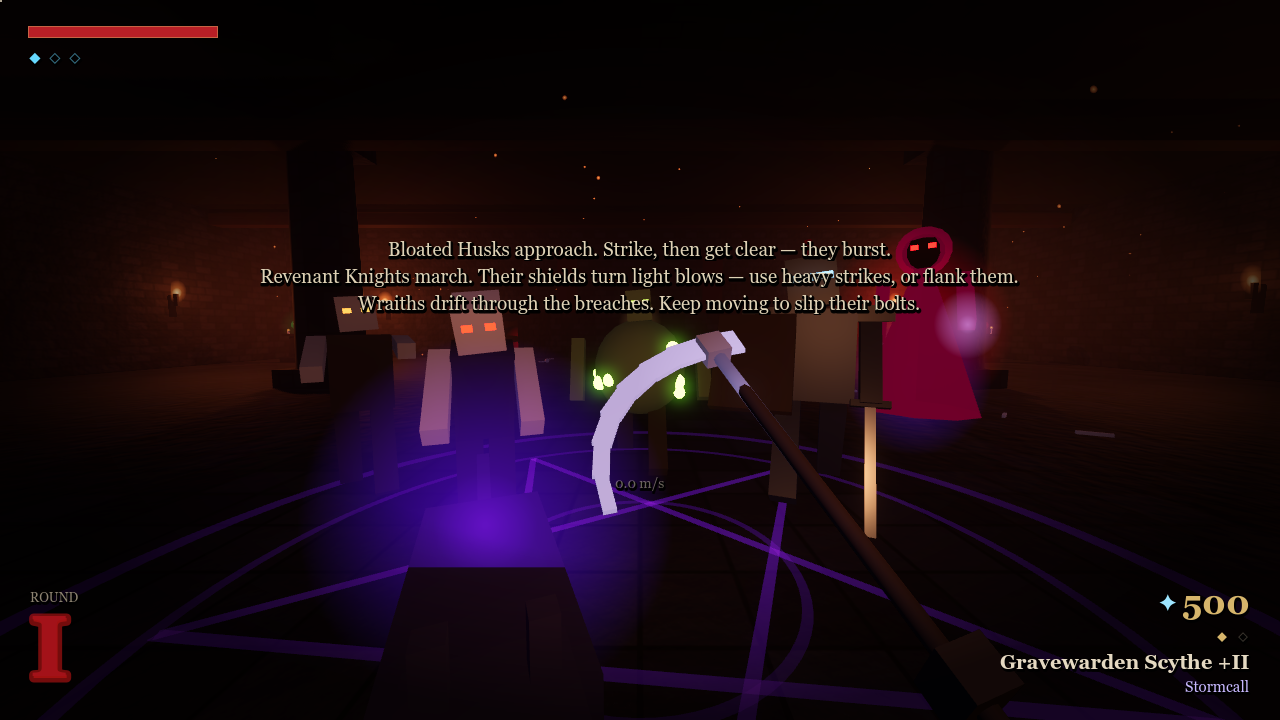 Bloated Husks approach. Strike, then get clear — they burst.
Revenant Knights march. Their shields turn light blows — use heavy strikes, or flank them.
Wraiths drift through the breaches. Keep moving to slip their bolts.
0.0 m/s
ROUND
I
500
Gravewarden Scythe +II
Stormcall